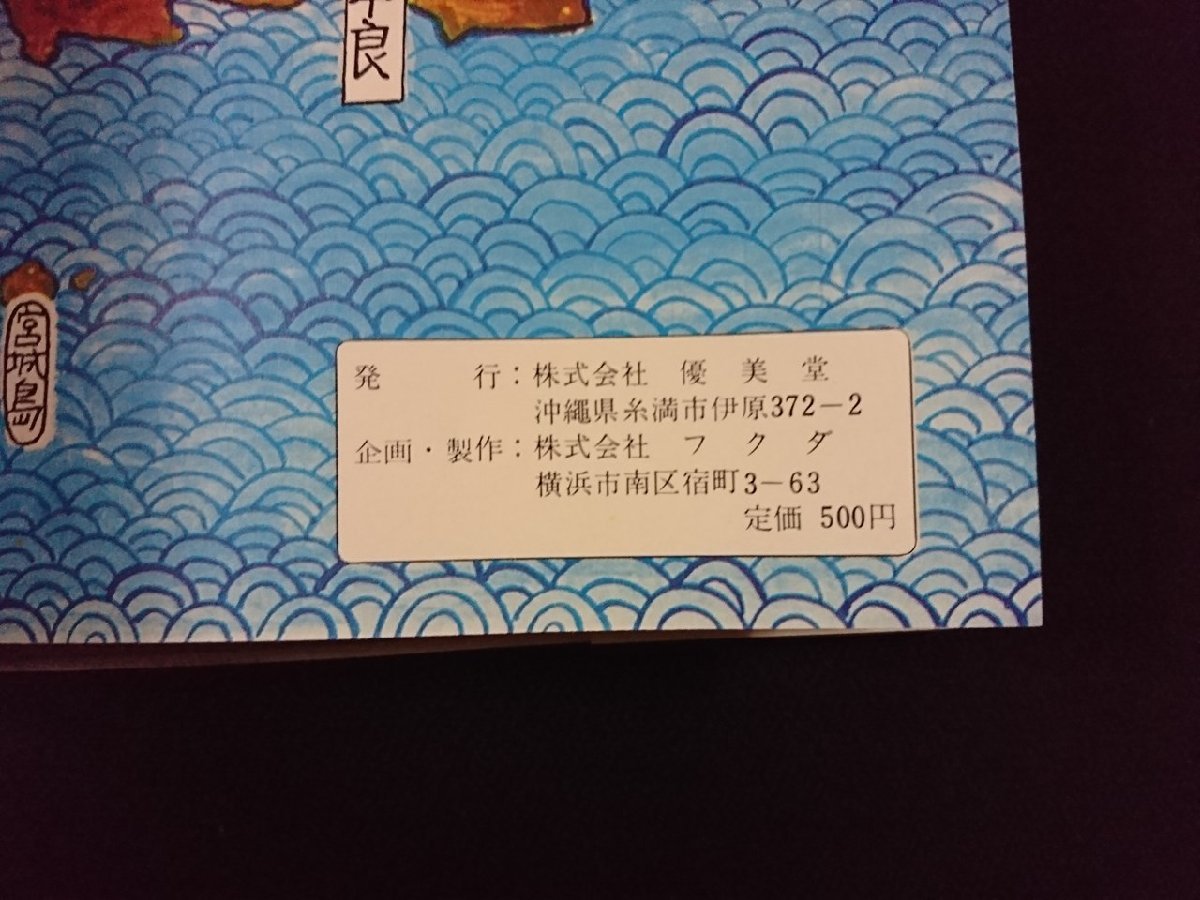 良
宮城島
発　　行：株式会社　優　美　堂
沖繩県糸満市伊原372－2
企画・製作：株式会社　フ　ク　ダ
横浜市南区宿町3－63
定価 500円